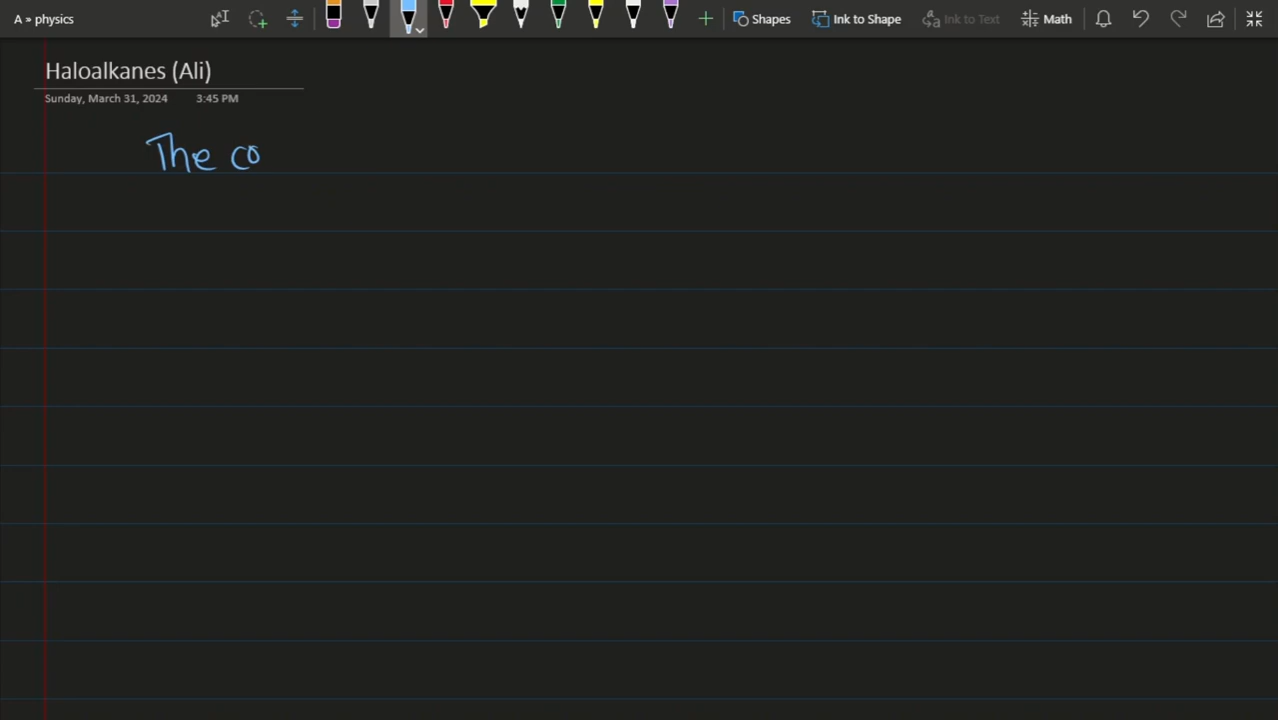 A » physics
Shapes Ink to Shape Ink to Text Math
Haloalkanes (Ali)
Sunday, March 31, 2024 3:45 PM
The co